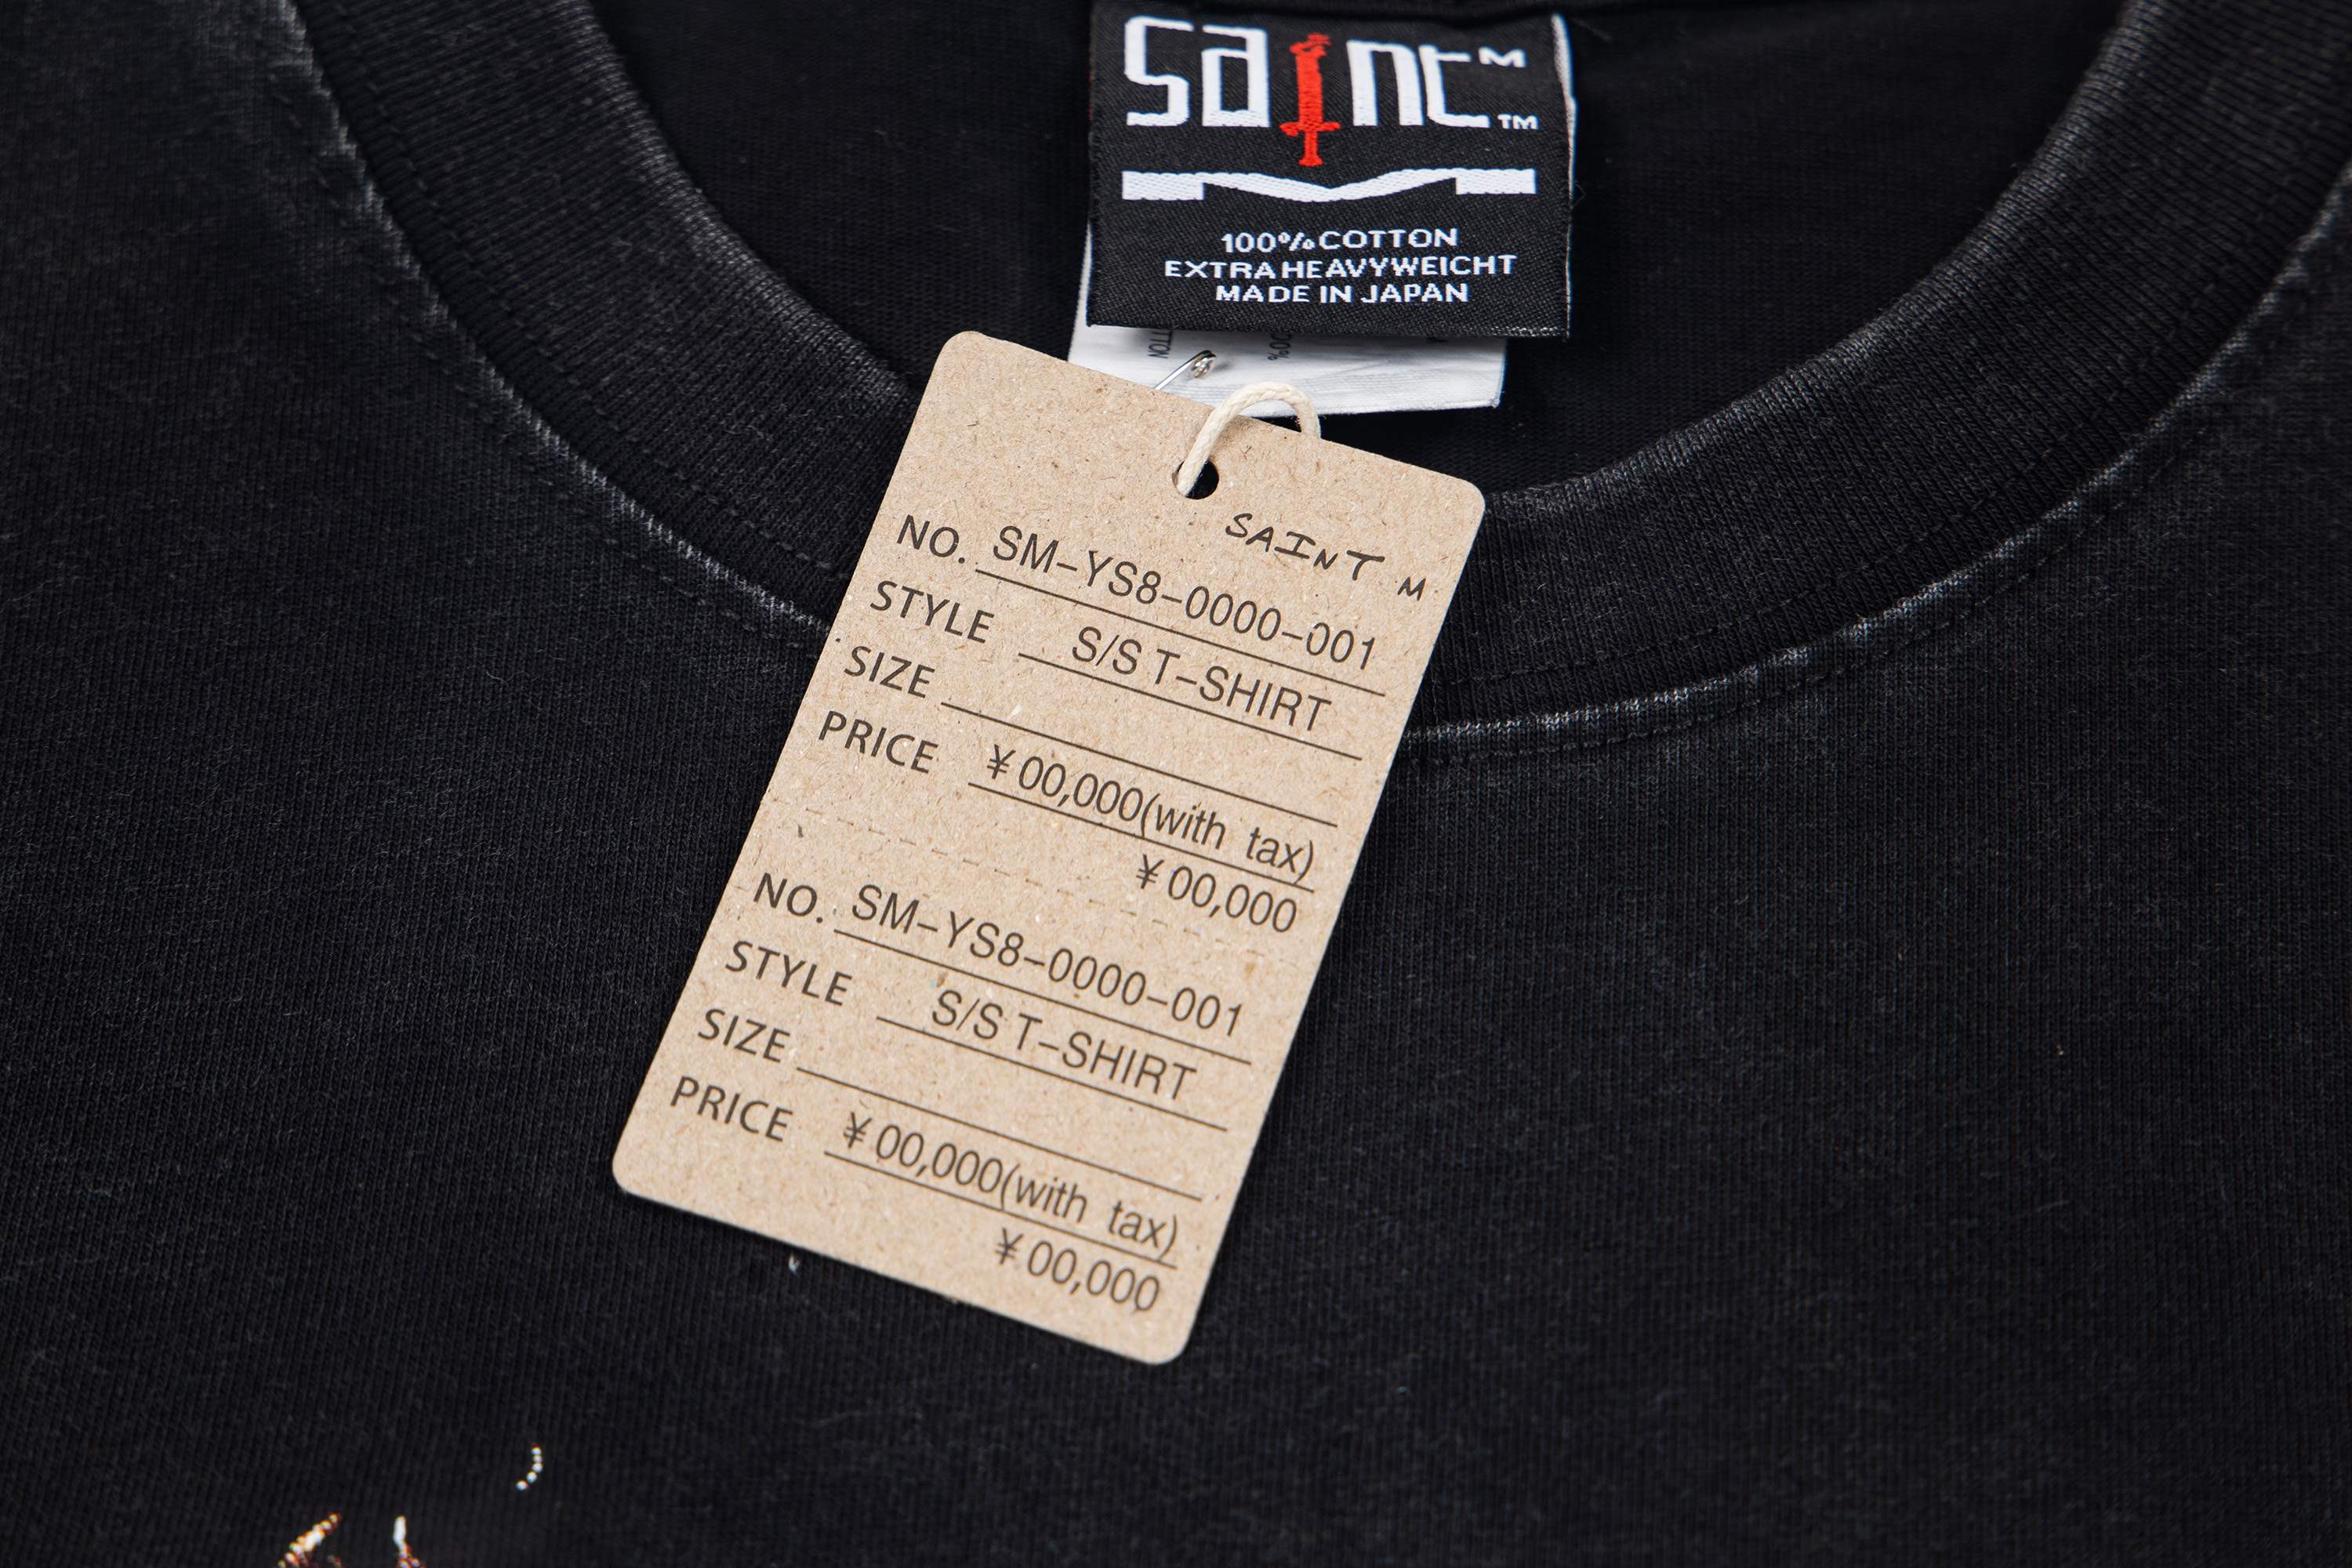 saint M
TM
100% COTTON
EXTRA HEAVYWEIGHT
MADE IN JAPAN
SAINT M
NO. SM-YS8-0000-001
STYLE S/S T-SHIRT
SIZE
PRICE ¥00,000(with tax)
¥00,000
NO. SM-YS8-0000-001
STYLE S/S T-SHIRT
SIZE
PRICE ¥00,000(with tax)
¥00,000